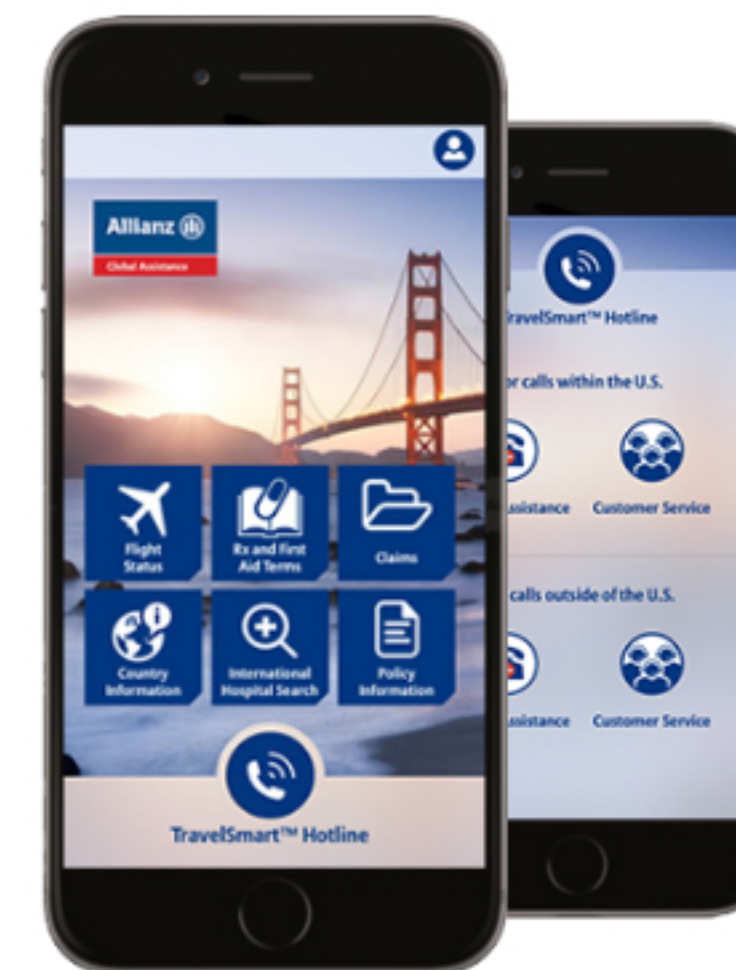 Allianz
Global Assistance
Flight
Status
Rx and First
Aid Terms
Claims
Country
Information
International
Hospital Search
Policy
Information
TravelSmart™ Hotline
ravelSmart™ Hotline
or calls within the U.S.
ssistance
Customer Service
calls outside of the U.S.
ssistance
Customer Service